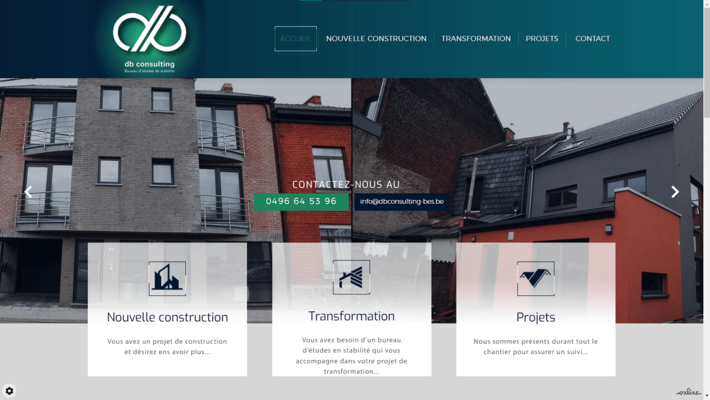 db consulting
Bureau d'études de stabilité
ACCUEIL
NOUVELLE CONSTRUCTION
TRANSFORMATION
PROJETS
CONTACT
CONTACTEZ-NOUS AU
0496 64 53 96
info@dbconsulting-bes.be
Nouvelle construction
Vous avez un projet de construction
et désirez ens avoir plus...
Transformation
Vous avez besoin d'un bureau
d'études en stabilité qui vous
accompagne dans votre projet de
transformation...
Projets
Nous sommes présents durant tout le
chantier pour assurer un suivi...
online